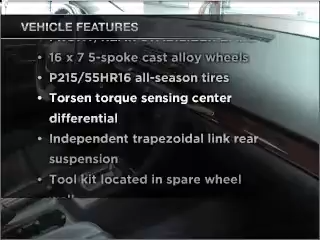 VEHICLE FEATURES
• 16 x 7 5-spoke cast alloy wheels
• P215/55HR16 all-season tires
• Torsen torque sensing center
differential
• Independent trapezoidal link rear
suspension
• Tool kit located in spare wheel